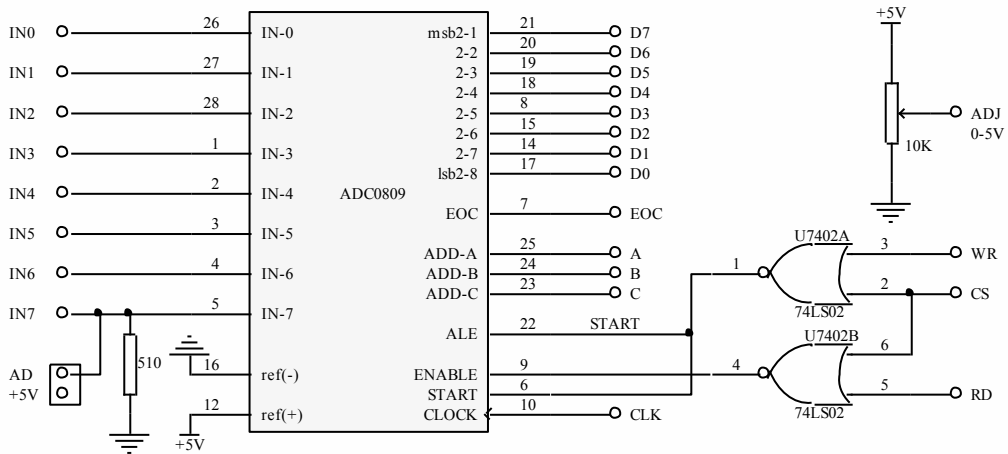 IN0 26 IN-0 msb2-1 21 D7
2-2 20 D6
IN1 27 IN-1 2-3 19 D5
2-4 18 D4
IN2 28 IN-2 2-5 8 D3
2-6 15 D2
IN3 1 IN-3 2-7 14 D1
lsb2-8 17 D0
IN4 2 IN-4 ADC0809
EOC 7 EOC
IN5 3 IN-5
ADD-A 25 A
IN6 4 IN-6 ADD-B 24 B
ADD-C 23 C
IN7 5 IN-7
ALE 22 START
510
AD 16 ref(-) ENABLE 9
+5V
START 6
12 ref(+) CLOCK 10 CLK
+5V
+5V
ADJ
0-5V
10K
U7402A
1 3 WR
2 CS
74LS02
U7402B
4 6
5 RD
74LS02